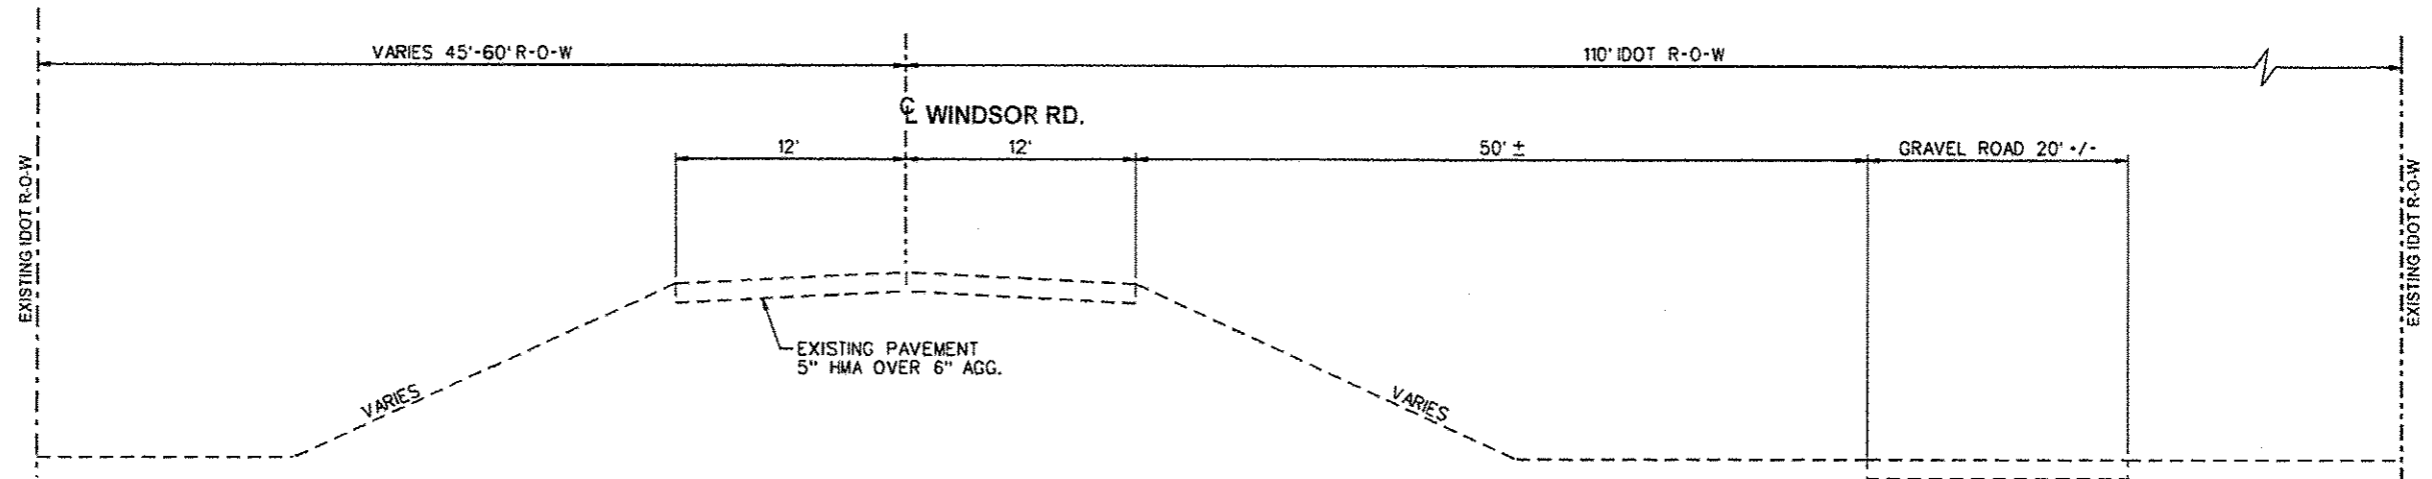 VARIES 45'-60' R-O-W
110' IDOT R-O-W
℄ WINDSOR RD.
12'
12'
50' ±
GRAVEL ROAD 20' +/-
EXISTING IDOT R-O-W
EXISTING IDOT R-O-W
EXISTING PAVEMENT
5" HMA OVER 6" AGG.
VARIES
VARIES